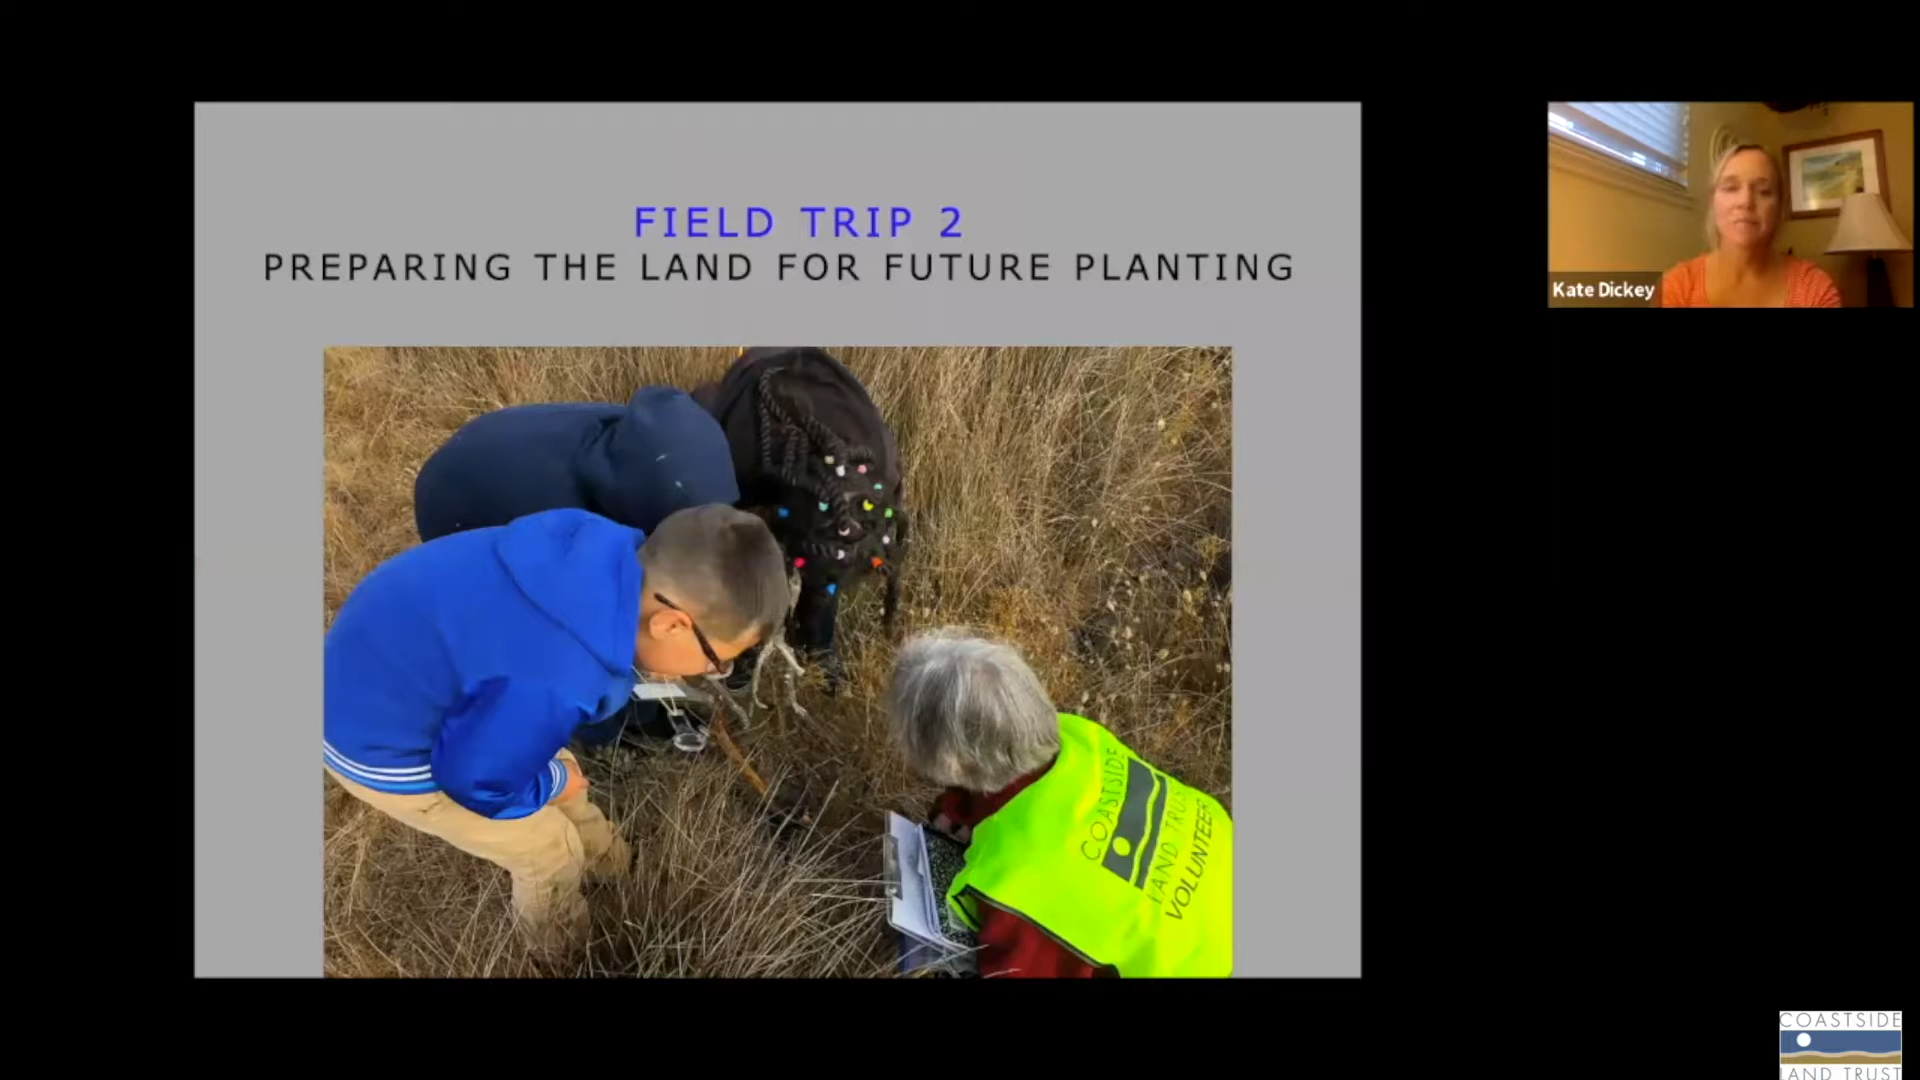 FIELD TRIP 2
PREPARING THE LAND FOR FUTURE PLANTING
Kate Dickey
COASTSIDE
LAND TRUST
VOLUNTEER
COASTSIDE
LAND TRUST